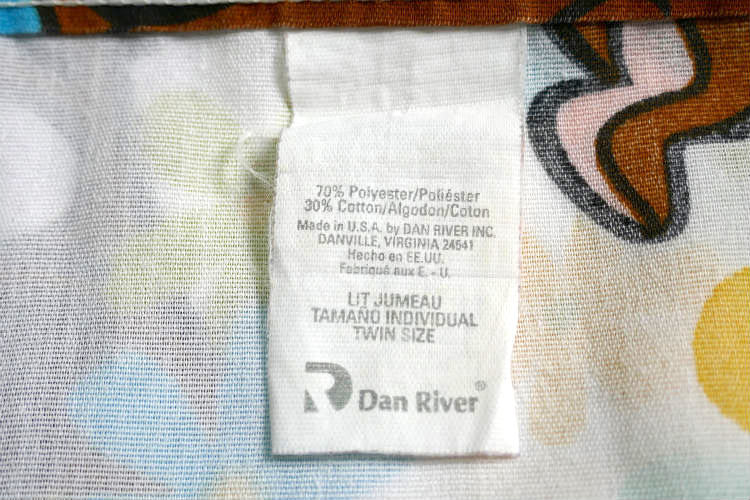 70% Polyester/Poliéster
30% Cotton/Algodon/Coton
Made in U.S.A. by DAN RIVER INC.
DANVILLE, VIRGINIA 24541
Hecho en EE.UU.
Fabriqué aux E. - U.
LIT JUMEAU
TAMAÑO INDIVIDUAL
TWIN SIZE
Dan River®